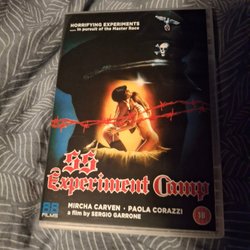 HORRIFYING EXPERIMENTS
.... in pursuit of the Master Race
SS
Experiment Camp
MIRCHA CARVEN · PAOLA CORAZZI
a film by SERGIO GARRONE
88
FILMS
18